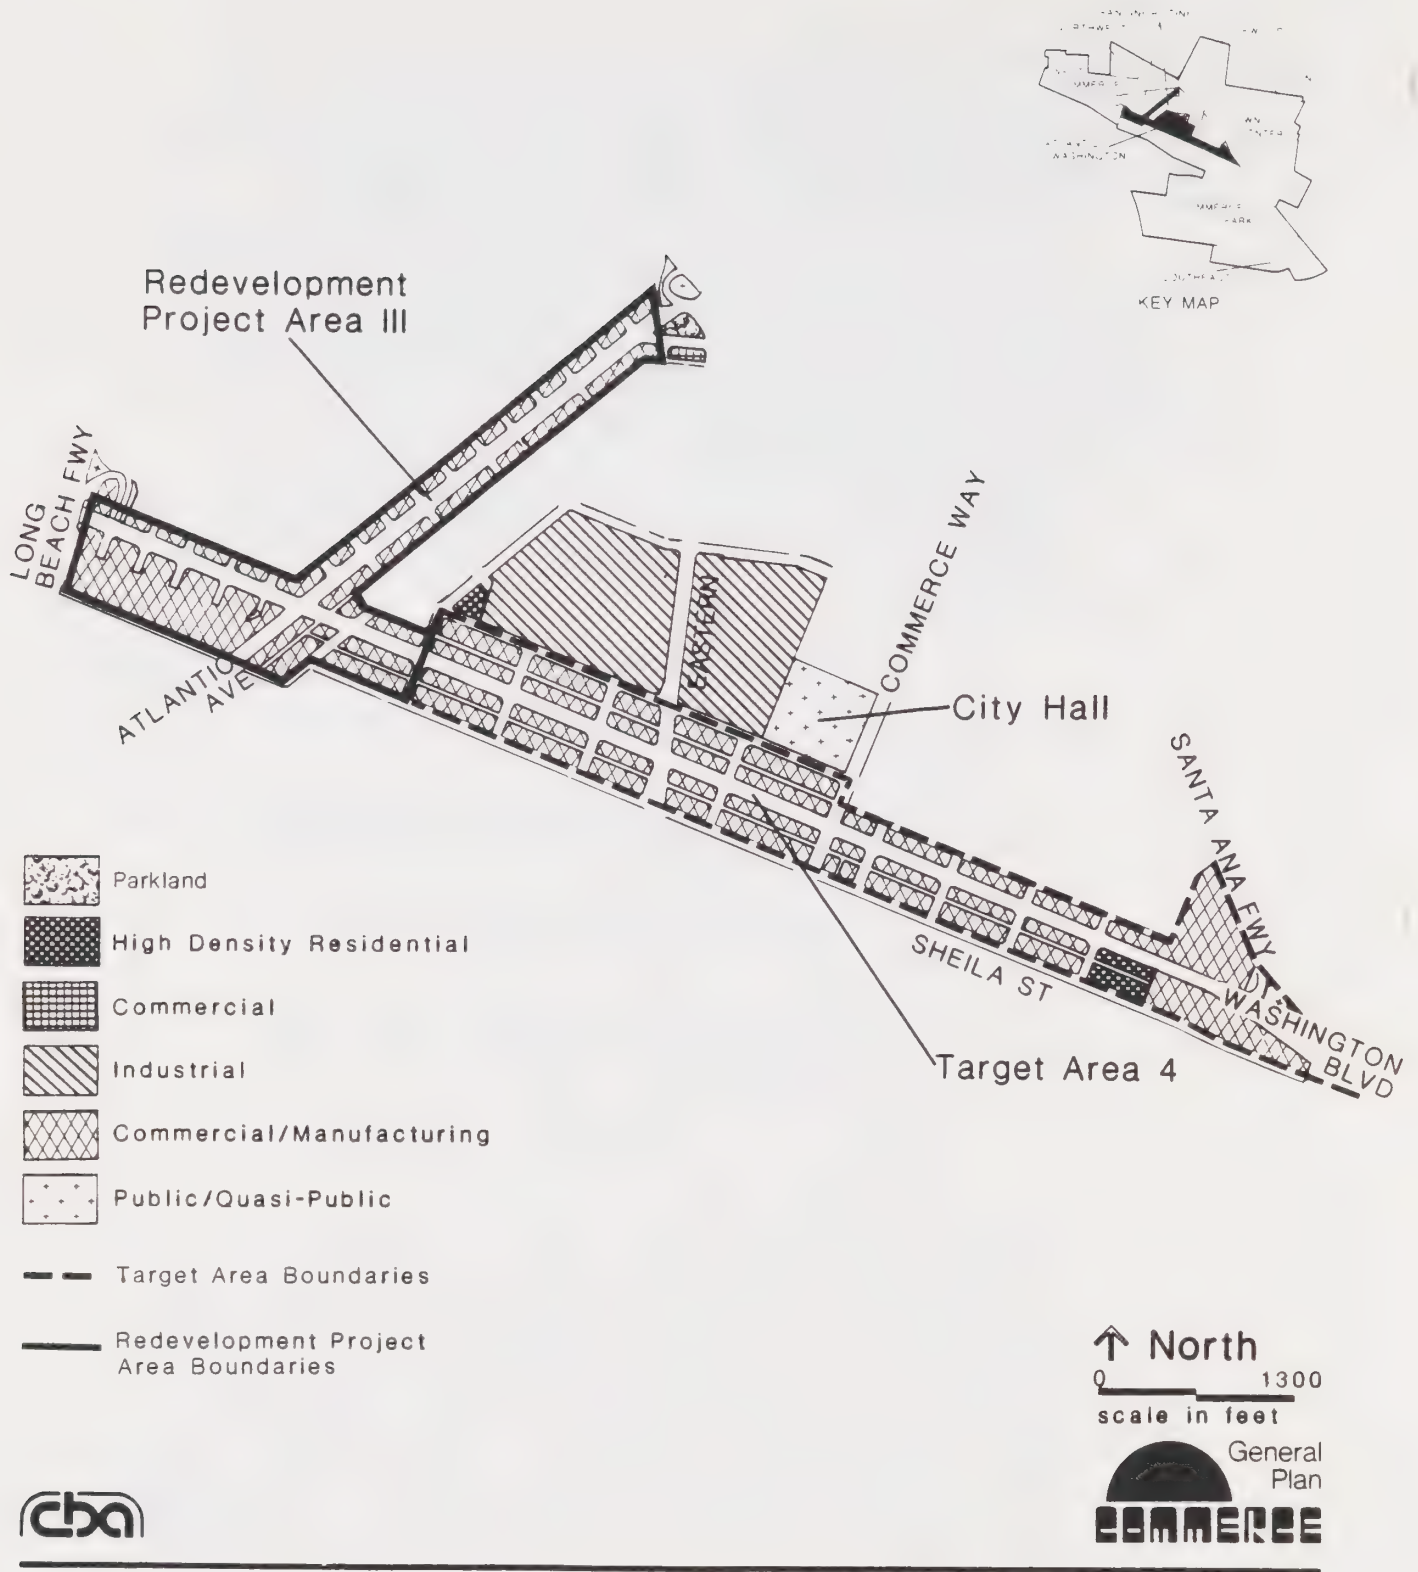 WASHINGTON
KEY MAP
Redevelopment
Project Area III
LONG
BEACH FWY
ATLANTIC
AVE
EASTERN
COMMERCE WAY
City Hall
SANTA ANA FWY
SHEILA ST
WASHINGTON
BLVD
Target Area 4
Parkland
High Density Residential
Commercial
Industrial
Commercial/Manufacturing
Public/Quasi-Public
Target Area Boundaries
Redevelopment Project
Area Boundaries
North
0 1300
scale in feet
General
Plan
COMMERCE
cba